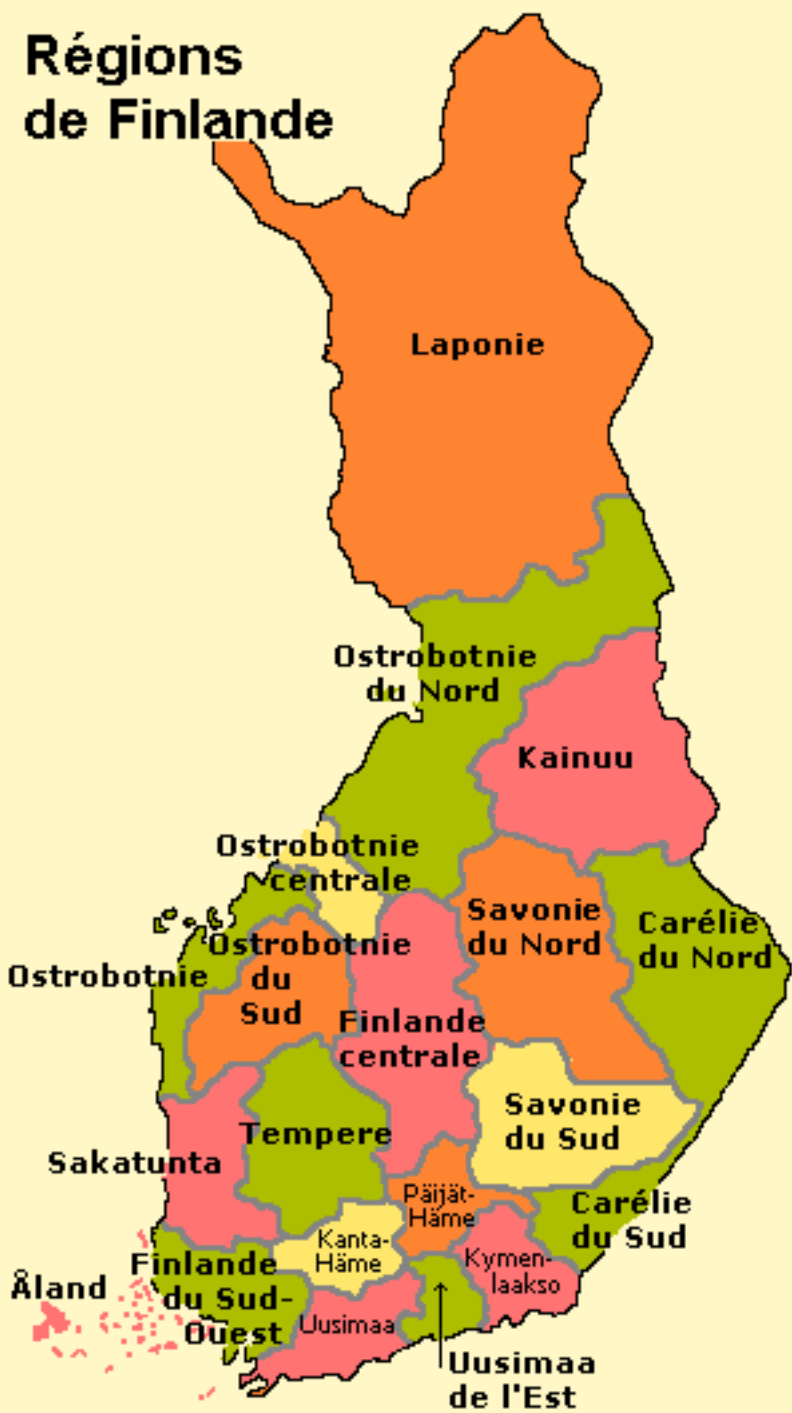 Régions
de Finlande
Laponie
Ostrobotnie
du Nord
Kainuu
Ostrobotnie
centrale
Savonie
du Nord
Carélie
du Nord
Ostrobotnie
Ostrobotnie
du
Sud
Finlande
centrale
Savonie
du Sud
Tempere
Sakatunta
Päijät-
Häme
Carélie
du Sud
Kanta-
Häme
Kymen-
laakso
Åland
Finlande
du Sud-
Ouest
Uusimaa
Uusimaa
de l'Est